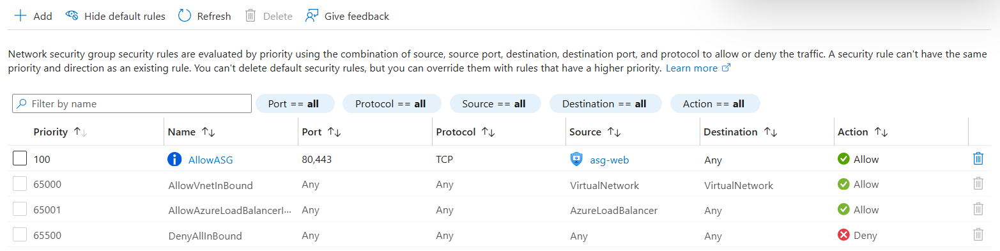 Add Hide default rules Refresh Delete Give feedback
Network security group security rules are evaluated by priority using the combination of source, source port, destination, destination port, and protocol to allow or deny the traffic. A security rule can't have the same
priority and direction as an existing rule. You can't delete default security rules, but you can override them with rules that have a higher priority. Learn more
Filter by name Port == all Protocol == all Source == all Destination == all Action == all
Priority Name Port Protocol Source Destination Action
100 AllowASG 80,443 TCP asg-web Any Allow
65000 AllowVnetInBound Any Any VirtualNetwork VirtualNetwork Allow
65001 AllowAzureLoadBalancerI... Any Any AzureLoadBalancer Any Allow
65500 DenyAllInBound Any Any Any Any Deny